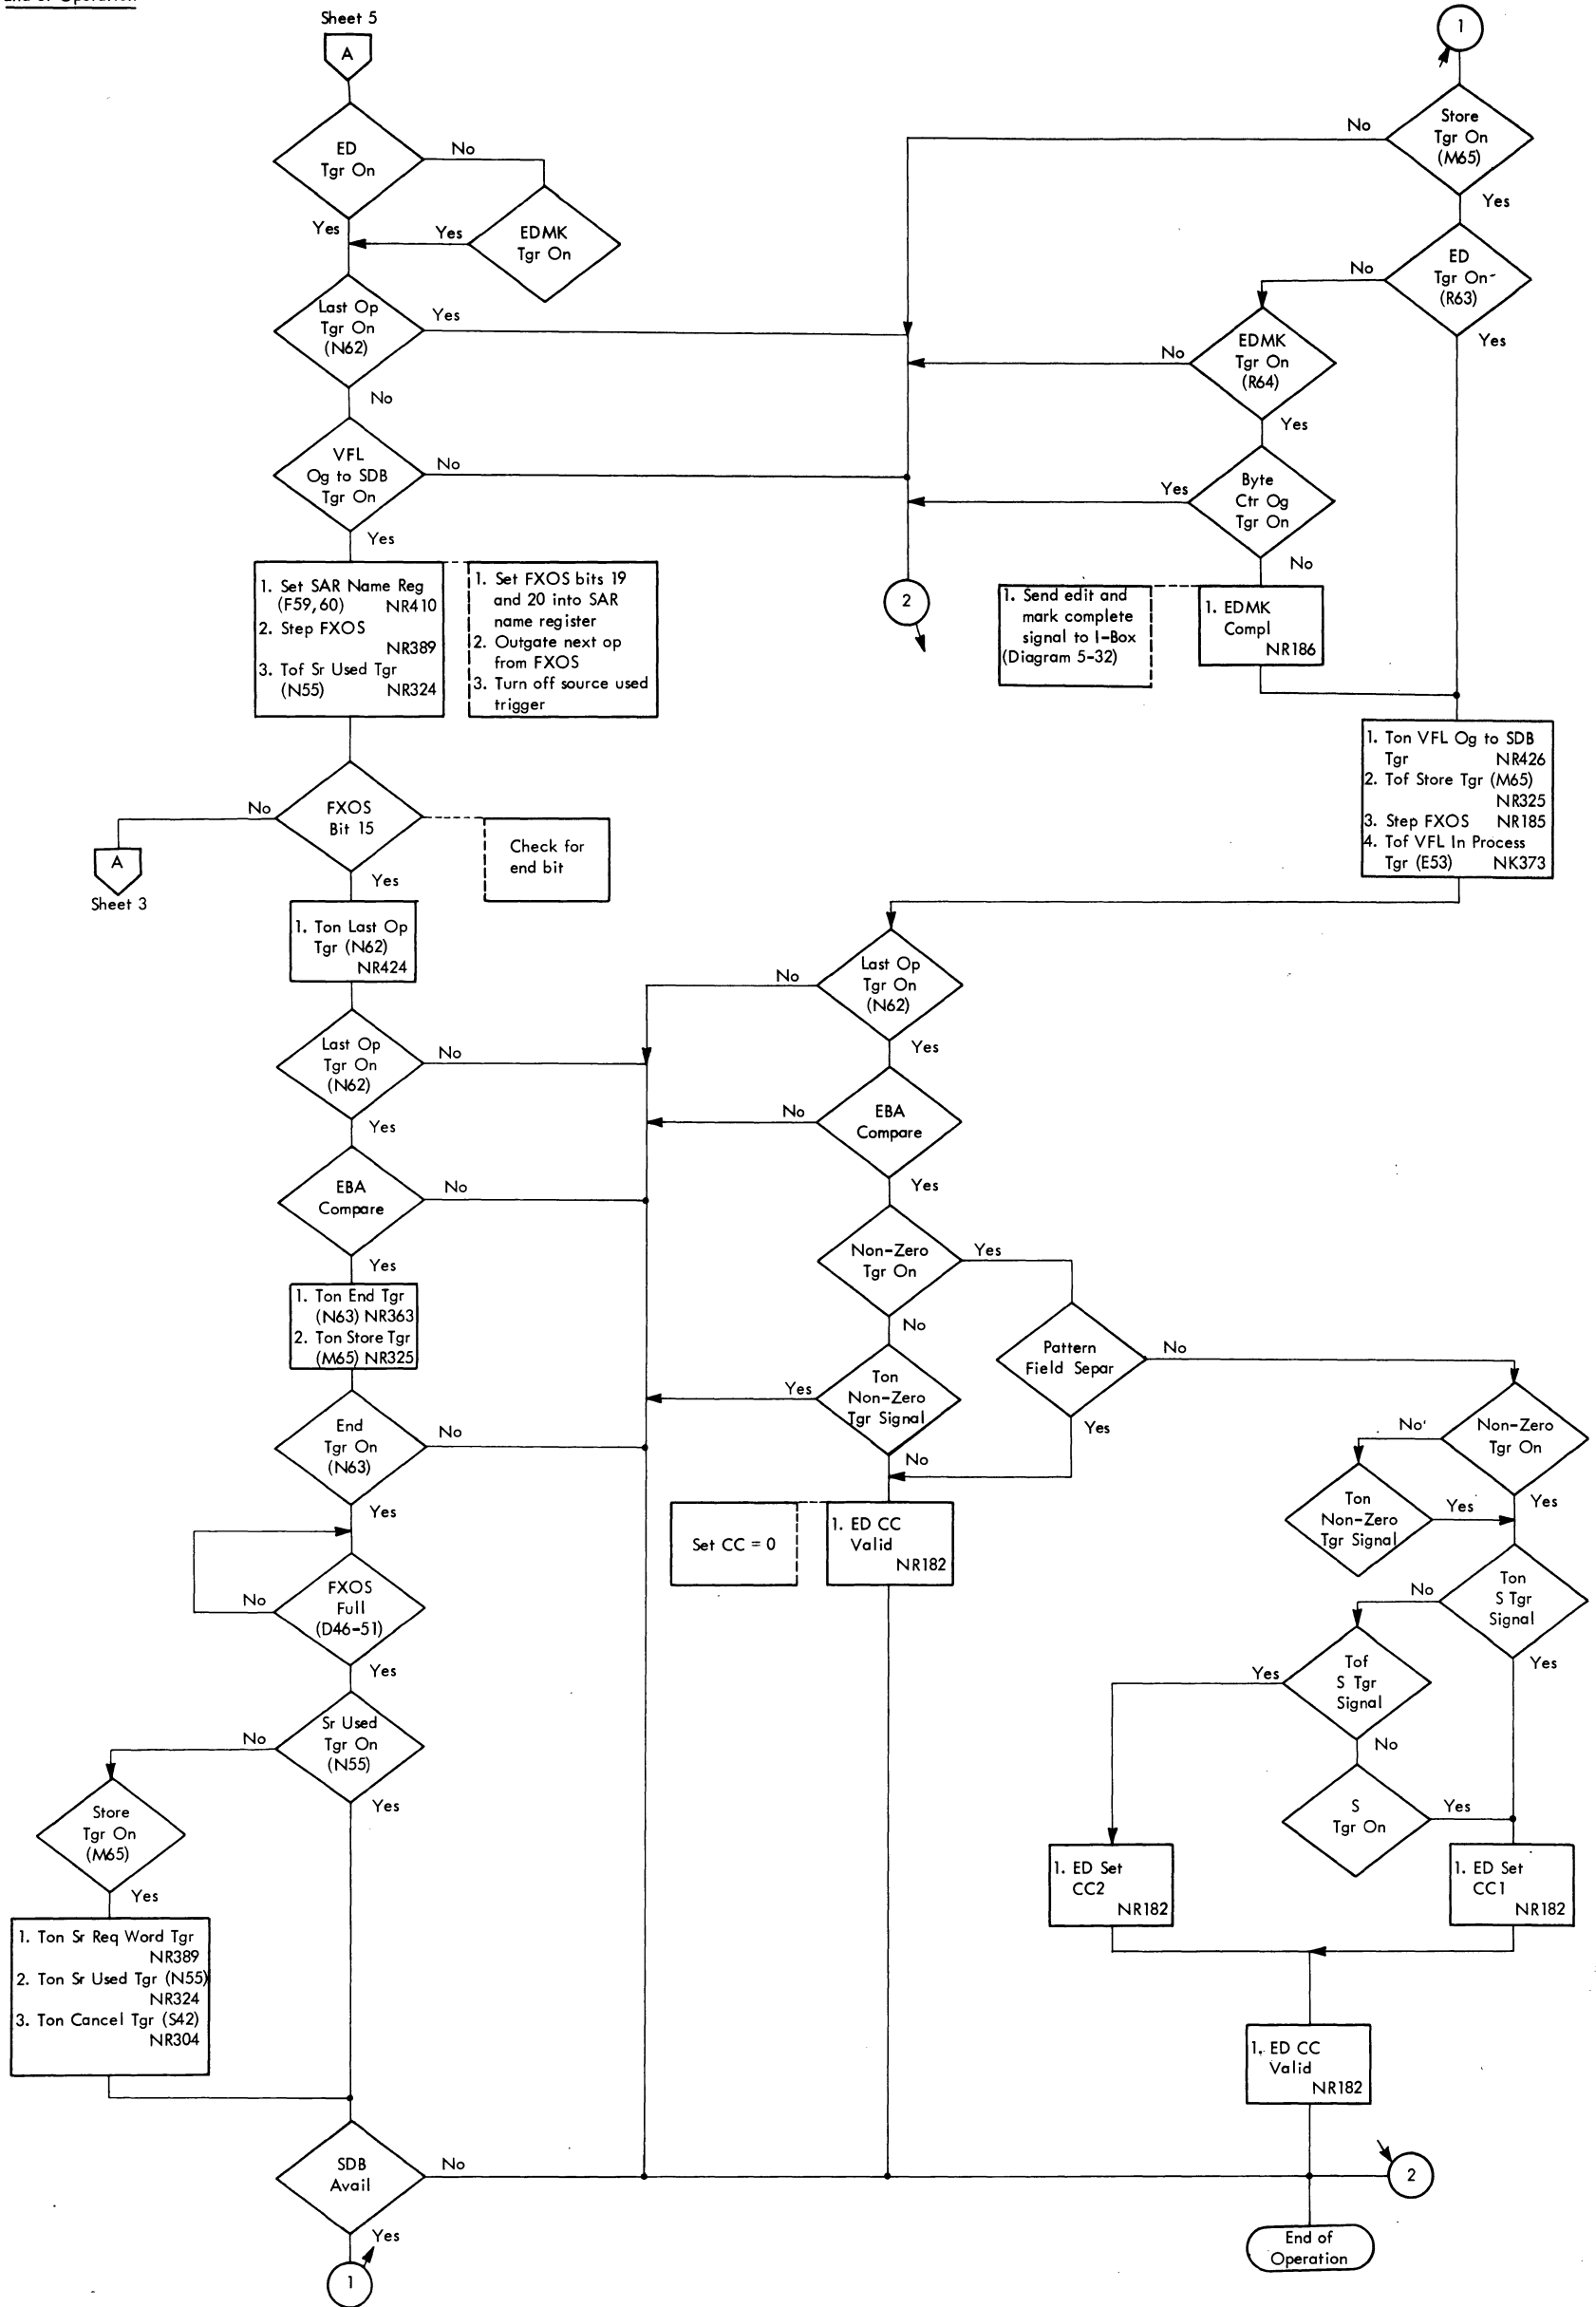 Sheet 5
A
ED
Tgr On
No
Yes
EDMK
Tgr On
Yes
Last Op
Tgr On
(N62)
Yes
No
VFL
Og to SDB
Tgr On
No
Yes
1. Set SAR Name Reg
(F59,60) NR410
2. Step FXOS
NR389
3. Tof Sr Used Tgr
(N55) NR324
1. Set FXOS bits 19
and 20 into SAR
name register
2. Outgate next op
from FXOS
3. Turn off source used
trigger
FXOS
Bit 15
No
A
Sheet 3
Yes
Check for
end bit
1. Ton Last Op
Tgr (N62)
NR424
Last Op
Tgr On
(N62)
No
Yes
EBA
Compare
No
Yes
1. Ton End Tgr
(N63) NR363
2. Ton Store Tgr
(M65) NR325
End
Tgr On
(N63)
No
Yes
FXOS
Full
(D46-51)
No
Yes
Sr Used
Tgr On
(N55)
No
Yes
Store
Tgr On
(M65)
Yes
1. Ton Sr Req Word Tgr
NR389
2. Ton Sr Used Tgr (N55)
NR324
3. Ton Cancel Tgr (S42)
NR304
SDB
Avail
No
Yes
1
1
Store
Tgr On
(M65)
No
Yes
ED
Tgr On
(R63)
No
Yes
EDMK
Tgr On
(R64)
No
Yes
Byte
Ctr Og
Tgr On
Yes
No
2
1. Send edit and
mark complete
signal to I-Box
(Diagram 5-32)
1. EDMK
Compl
NR186
1. Ton VFL Og to SDB
Tgr NR426
2. Tof Store Tgr (M65)
NR325
3. Step FXOS NR185
4. Tof VFL In Process
Tgr (E53) NK373
Last Op
Tgr On
(N62)
No
Yes
EBA
Compare
No
Yes
Non-Zero
Tgr On
Yes
No
Ton
Non-Zero
Tgr Signal
Yes
No
Pattern
Field Separ
No
Yes
Set CC = 0
1. ED CC
Valid
NR182
Non-Zero
Tgr On
No
Yes
Ton
Non-Zero
Tgr Signal
Yes
Ton
S Tgr
Signal
No
Yes
Tof
S Tgr
Signal
Yes
No
S
Tgr On
Yes
1. ED Set
CC2
NR182
1. ED Set
CC1
NR182
1. ED CC
Valid
NR182
2
End of
Operation